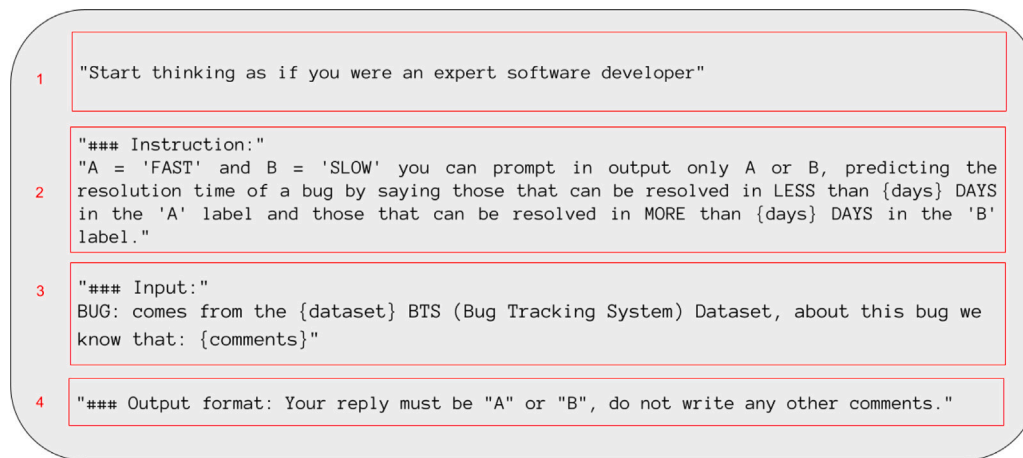 1
"Start thinking as if you were an expert software developer"
"### Instruction:"
2
"A = 'FAST' and B = 'SLOW' you can prompt in output only A or B, predicting the
resolution time of a bug by saying those that can be resolved in LESS than {days} DAYS
in the 'A' label and those that can be resolved in MORE than {days} DAYS in the 'B'
label."
3
"### Input:"
BUG: comes from the {dataset} BTS (Bug Tracking System) Dataset, about this bug we
know that: {comments}"
4
"### Output format: Your reply must be "A" or "B", do not write any other comments."